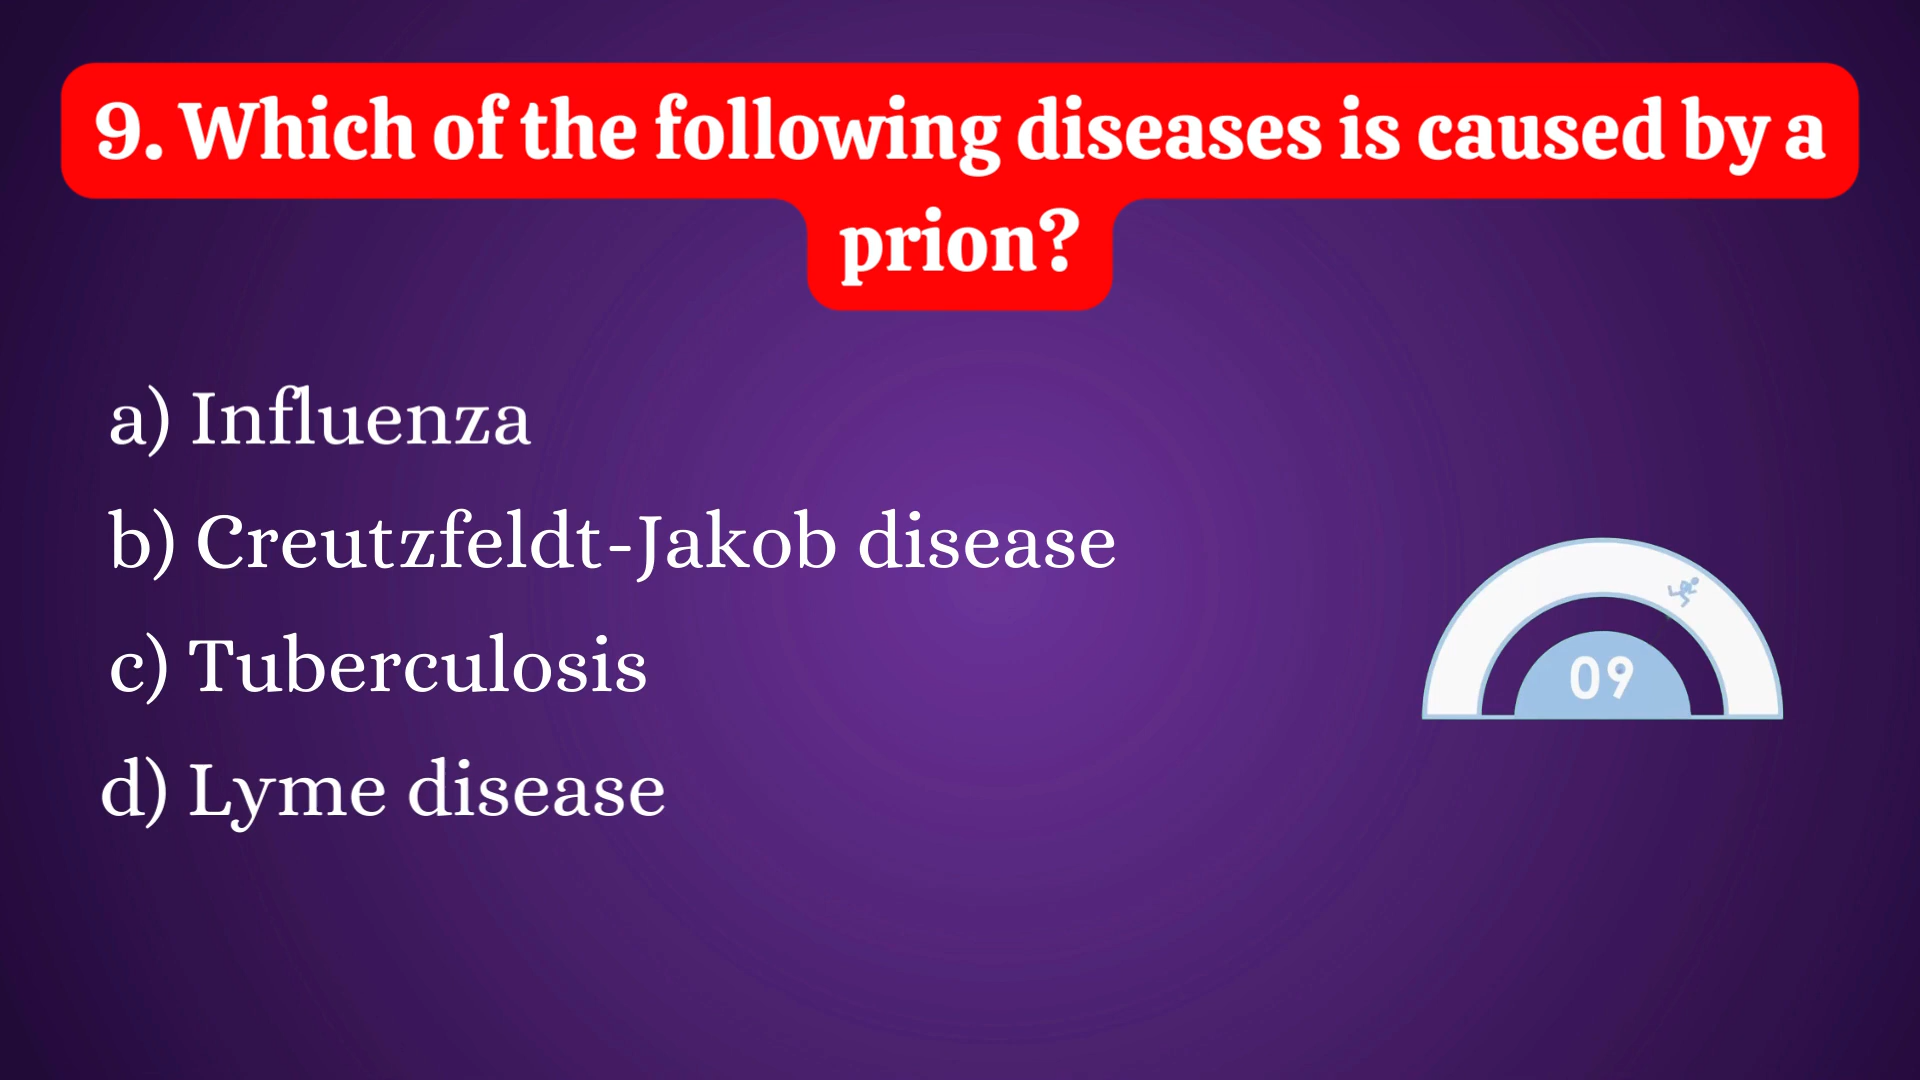 9. Which of the following diseases is caused by a
prion?
a) Influenza
b) Creutzfeldt-Jakob disease
c) Tuberculosis
d) Lyme disease
09